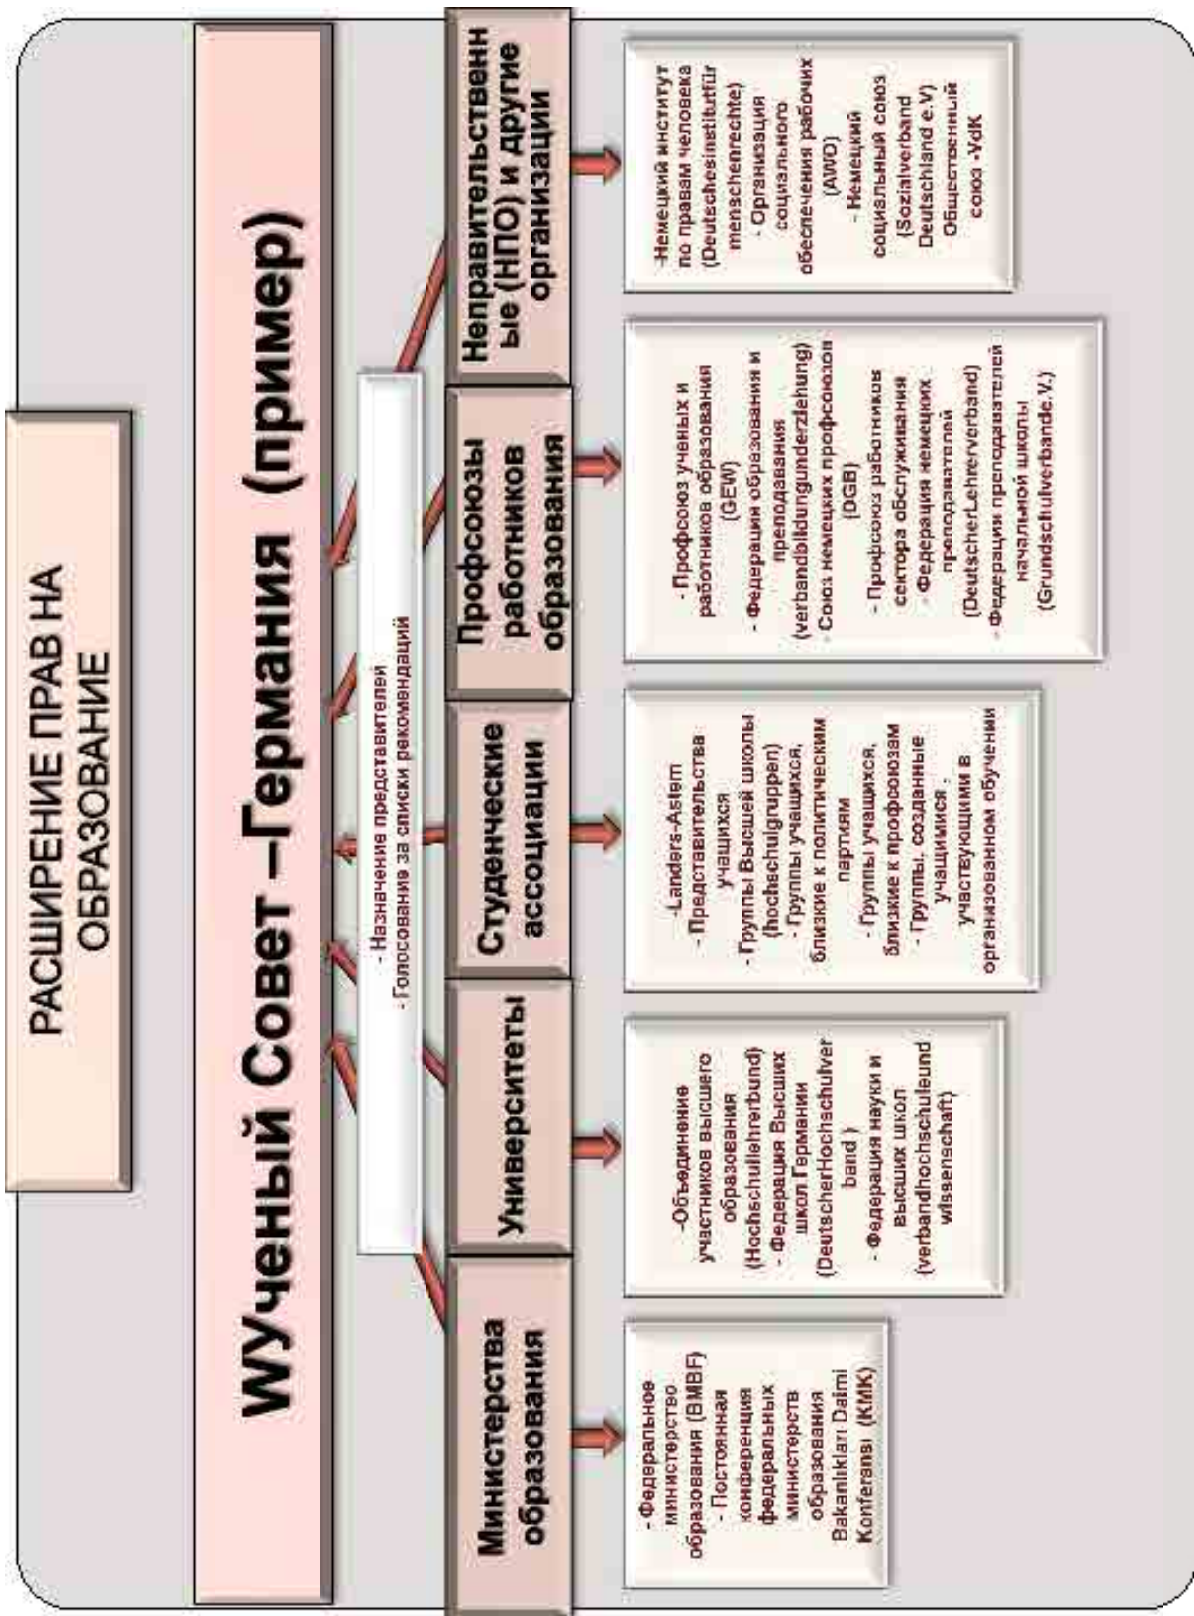 РАСШИРЕНИЕ ПРАВ НА
ОБРАЗОВАНИЕ
WУченый Совет –Германия (пример)
- Назначение представителей
- Голосование за списки рекомендаций
Министерства
образования
Университеты
Студенческие
ассоциации
Профсоюзы
работников
образования
Неправительственн
ые (НПО) и другие
организации
- Федеральное
министерство
образования (BMBF)
- Постоянная
конференция
федеральных
министерств
образования
Bakanlıkları Daimi
Konferansı (KMK)
-Объединение
участников высшего
образования
(Hochschullehrerbund)
- Федерация Высших
школ Германии
(DeutscherHochschulver
band )
- Федерация науки и
высших школ
(verbandhochschuleund
wissenschaft)
-Landers-Astem
- Представительства
учащихся
- Группы Высшей школы
(hochschulgruppen)
- Группы учащихся,
близкие к политическим
партиям
- Группы учащихся,
близкие к профсоюзам
- Группы, созданные
учащимися ,
участвующими в
организованном обучении
- Профсоюз ученых и
работников образования
(GEW)
- Федерация образования и
преподавания
(verbandbildungunderziehung)
- Союз немецких профсоюзов
(DGB)
- Профсоюз работников
сектора обслуживания
- Федерация немецких
преподавателей
(DeutscherLehrerverband)
- Федерация преподавателей
начальной школы
(Grundschulverbande.V.)
-Немецкий институт
по правам человека
(Deutschesinstitutfür
menschenrechte)
- Организация
социального
обеспечения рабочих
(AWO)
- Немецкий
социальный союз
(Sozialverband
Deutschland e.V)
- Общественный
союз -VdK